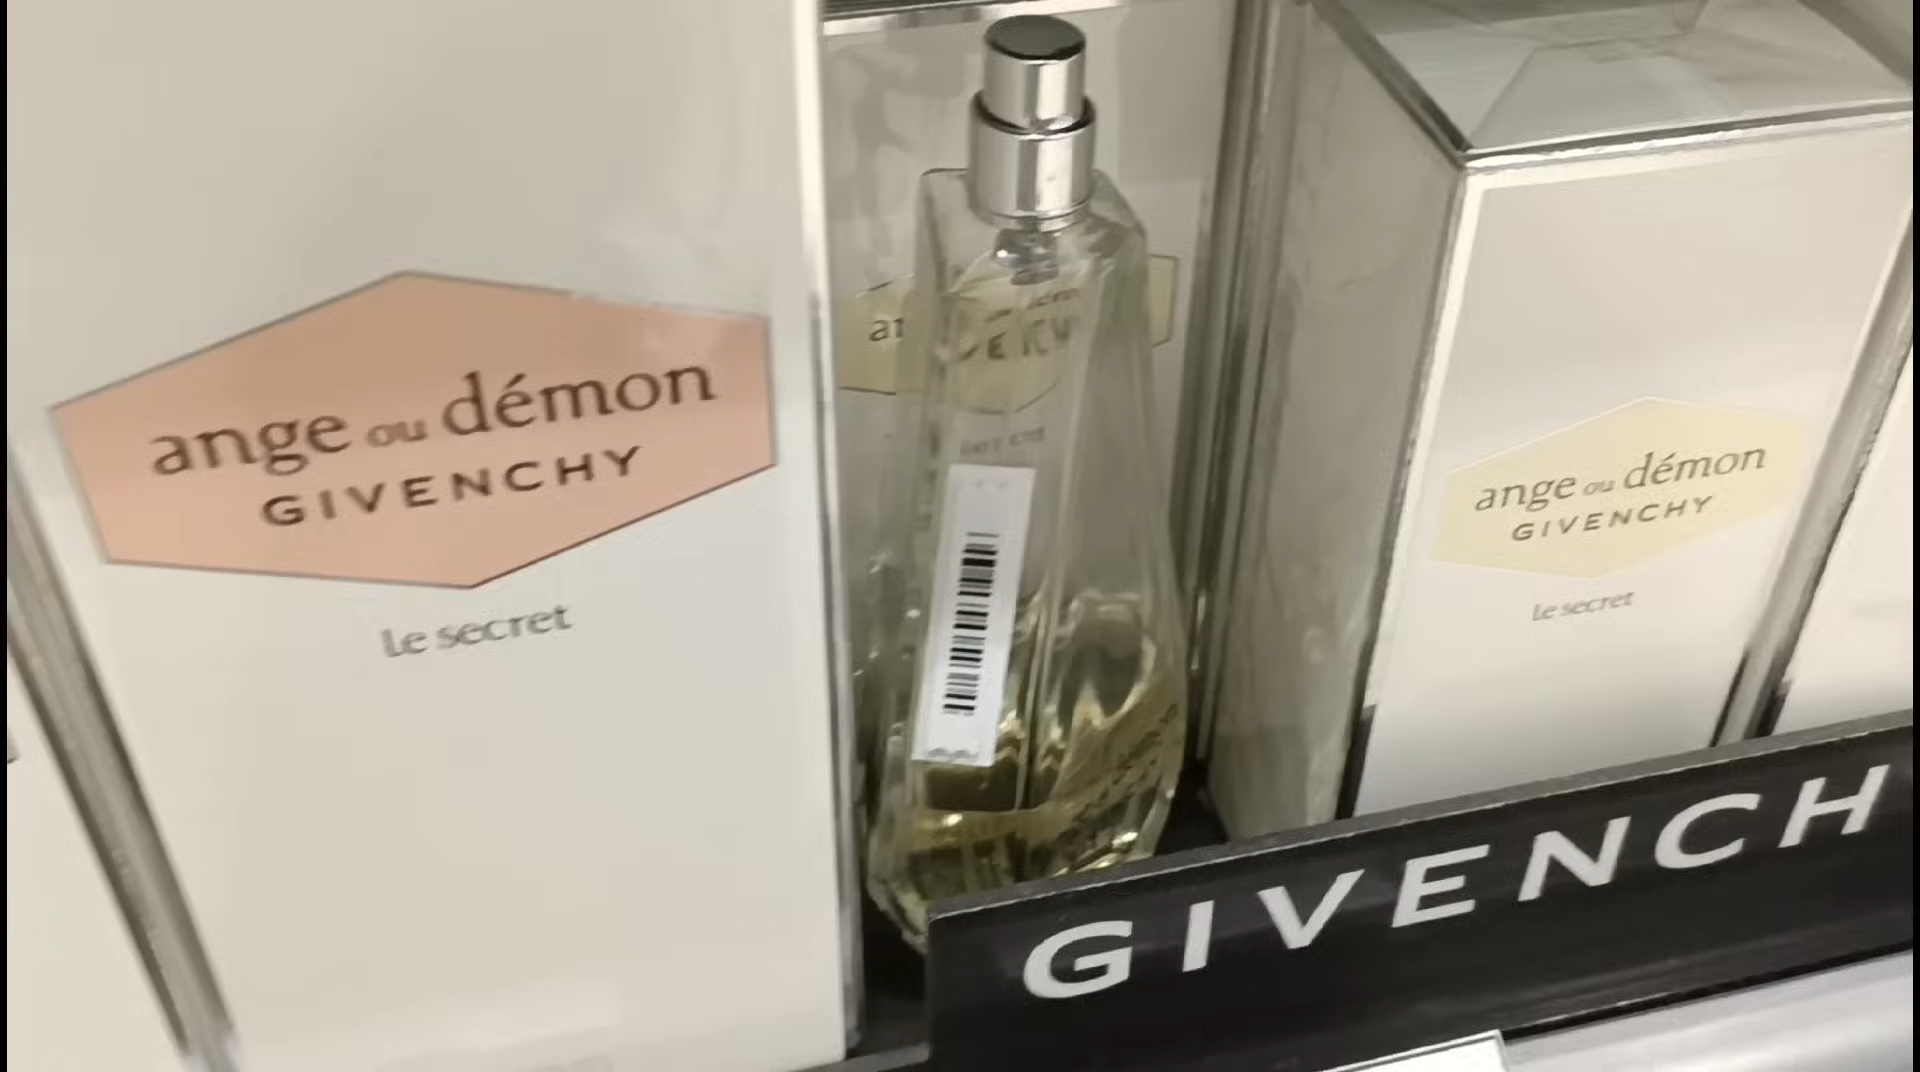 ange ou démon
GIVENCHY
Le secret
ange ou démon
GIVENCHY
Le secret
GIVENCH